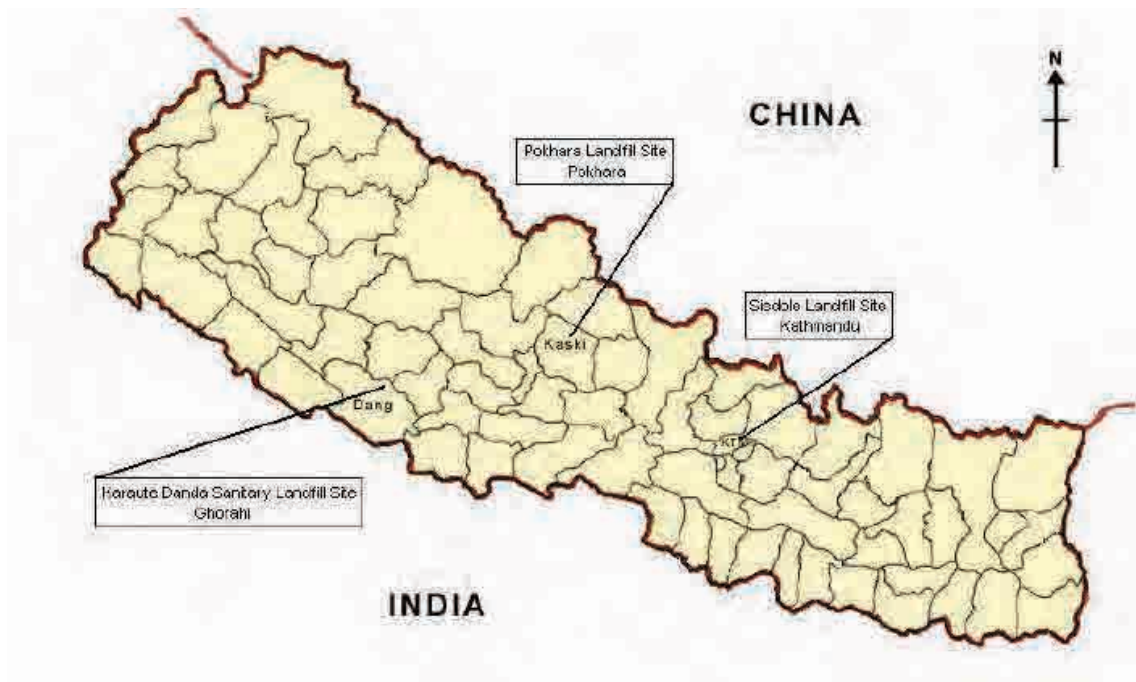 N
CHINA
Pokhara Landfill Site
Pokhara
Sisdole Landfill Site
Kathmandu
Kaski
Dang
KTM
Karaute Danda Sanitary Landfill Site
Ghorahi
INDIA